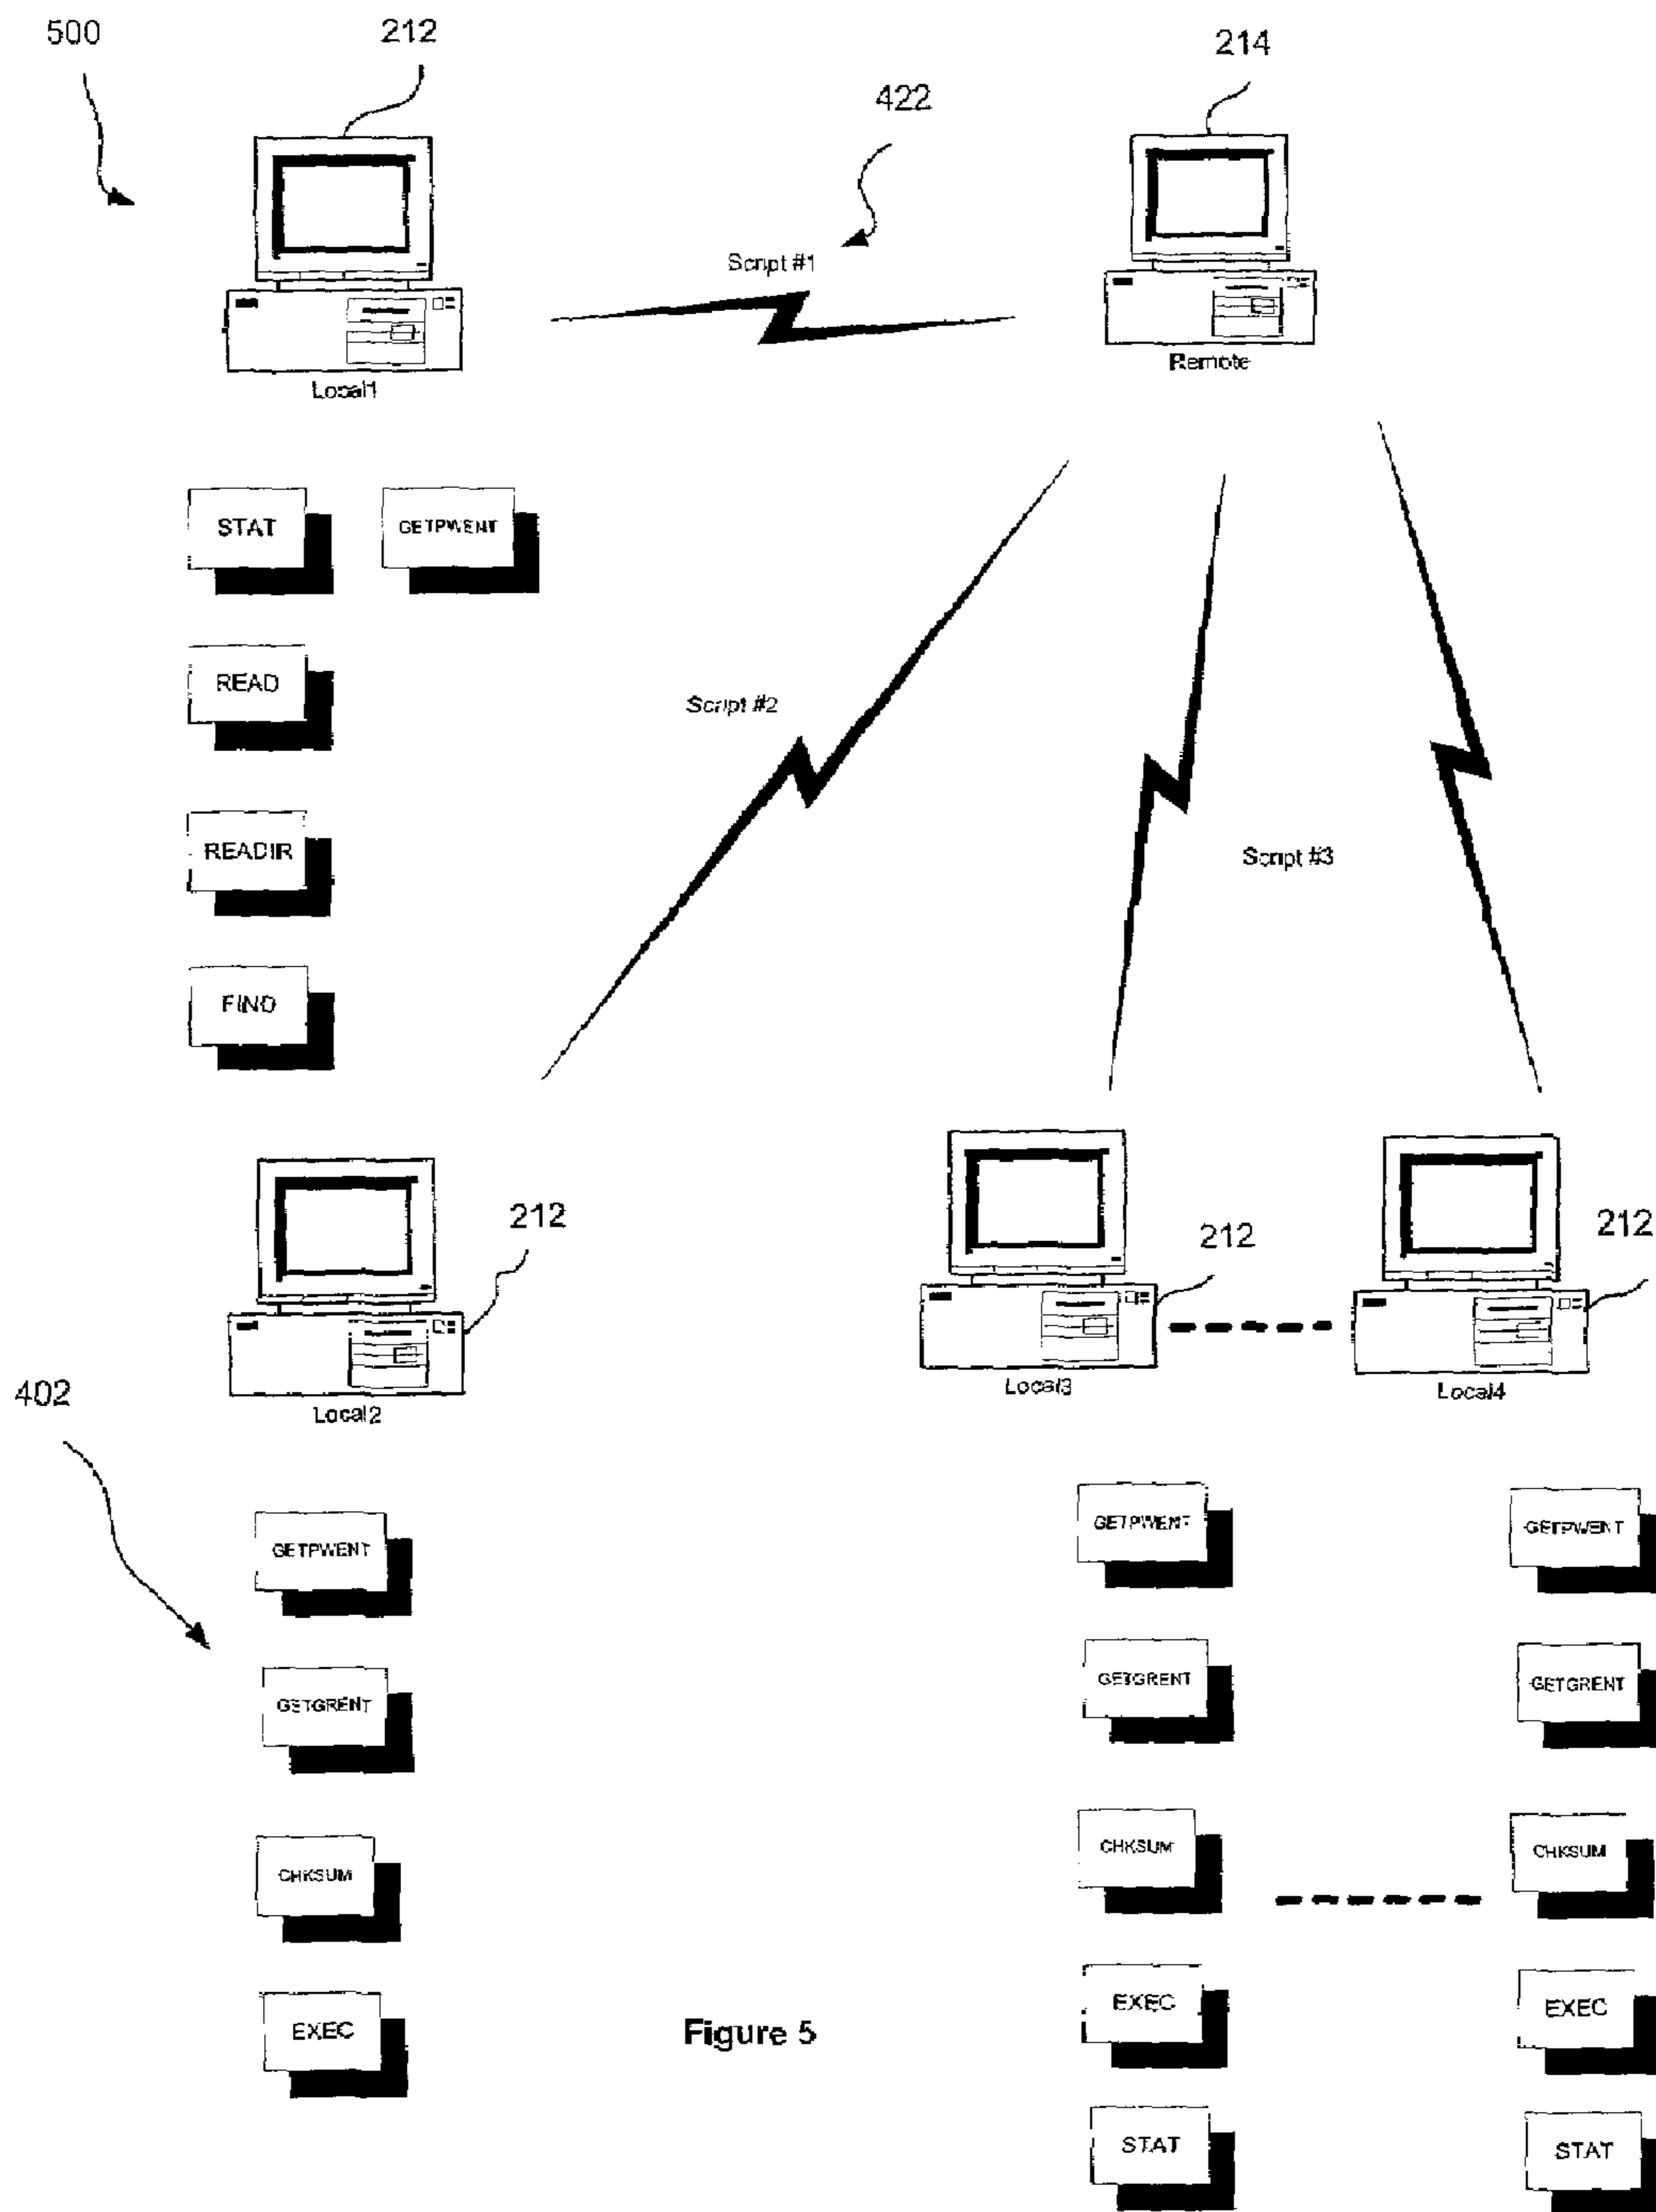 500
212
214
422
Script #1
Local1
Remote
STAT
GETPWENT
READ
Script #2
READIR
Script #3
FIND
212
212
212
402
Local2
Local3
Local4
GETPWENT
GETPWENT
GETPWENT
GETGRENT
GETGRENT
GETGRENT
CHKSUM
CHKSUM
CHKSUM
EXEC
EXEC
EXEC
Figure 5
STAT
STAT